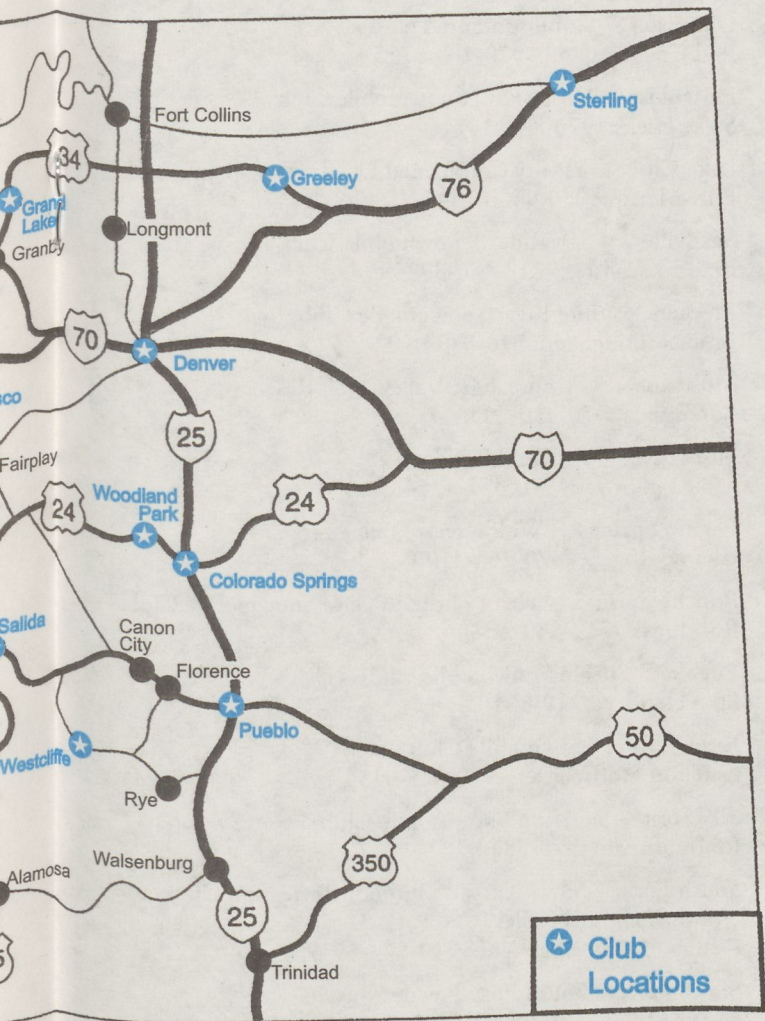 Sterling
Fort Collins
34
Greeley
76
Grand
Lake
Longmont
Granby
70
Denver
sco
25
Fairplay
70
Woodland
Park
24
24
Colorado Springs
Salida
Canon
City
Florence
Pueblo
50
Westcliffe
Rye
Walsenburg
350
Alamosa
25
Trinidad
Club
Locations